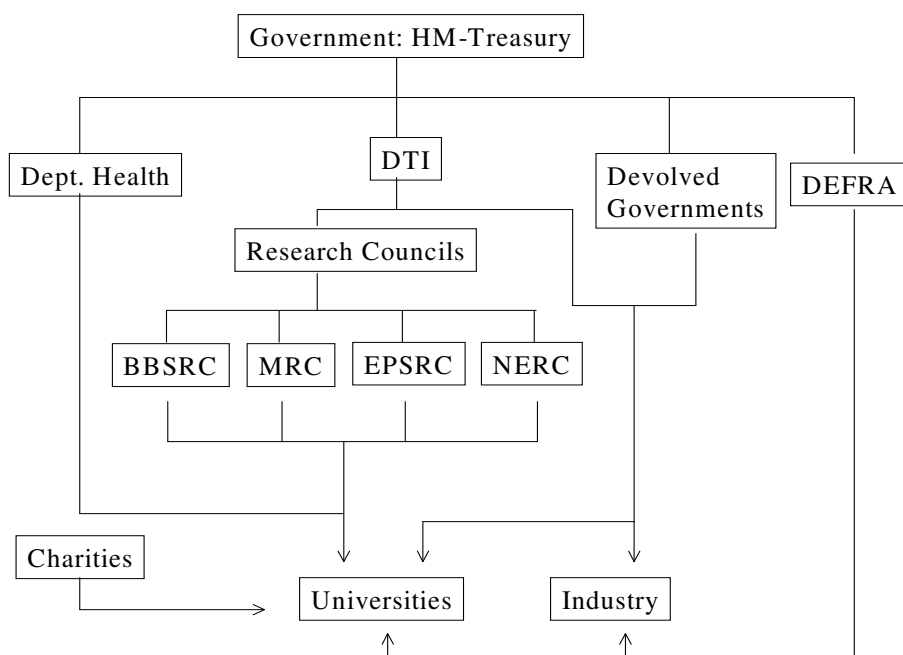 Government: HM-Treasury
Dept. Health
DTI
Devolved
Governments
DEFRA
Research Councils
BBSRC
MRC
EPSRC
NERC
Charities
Universities
Industry